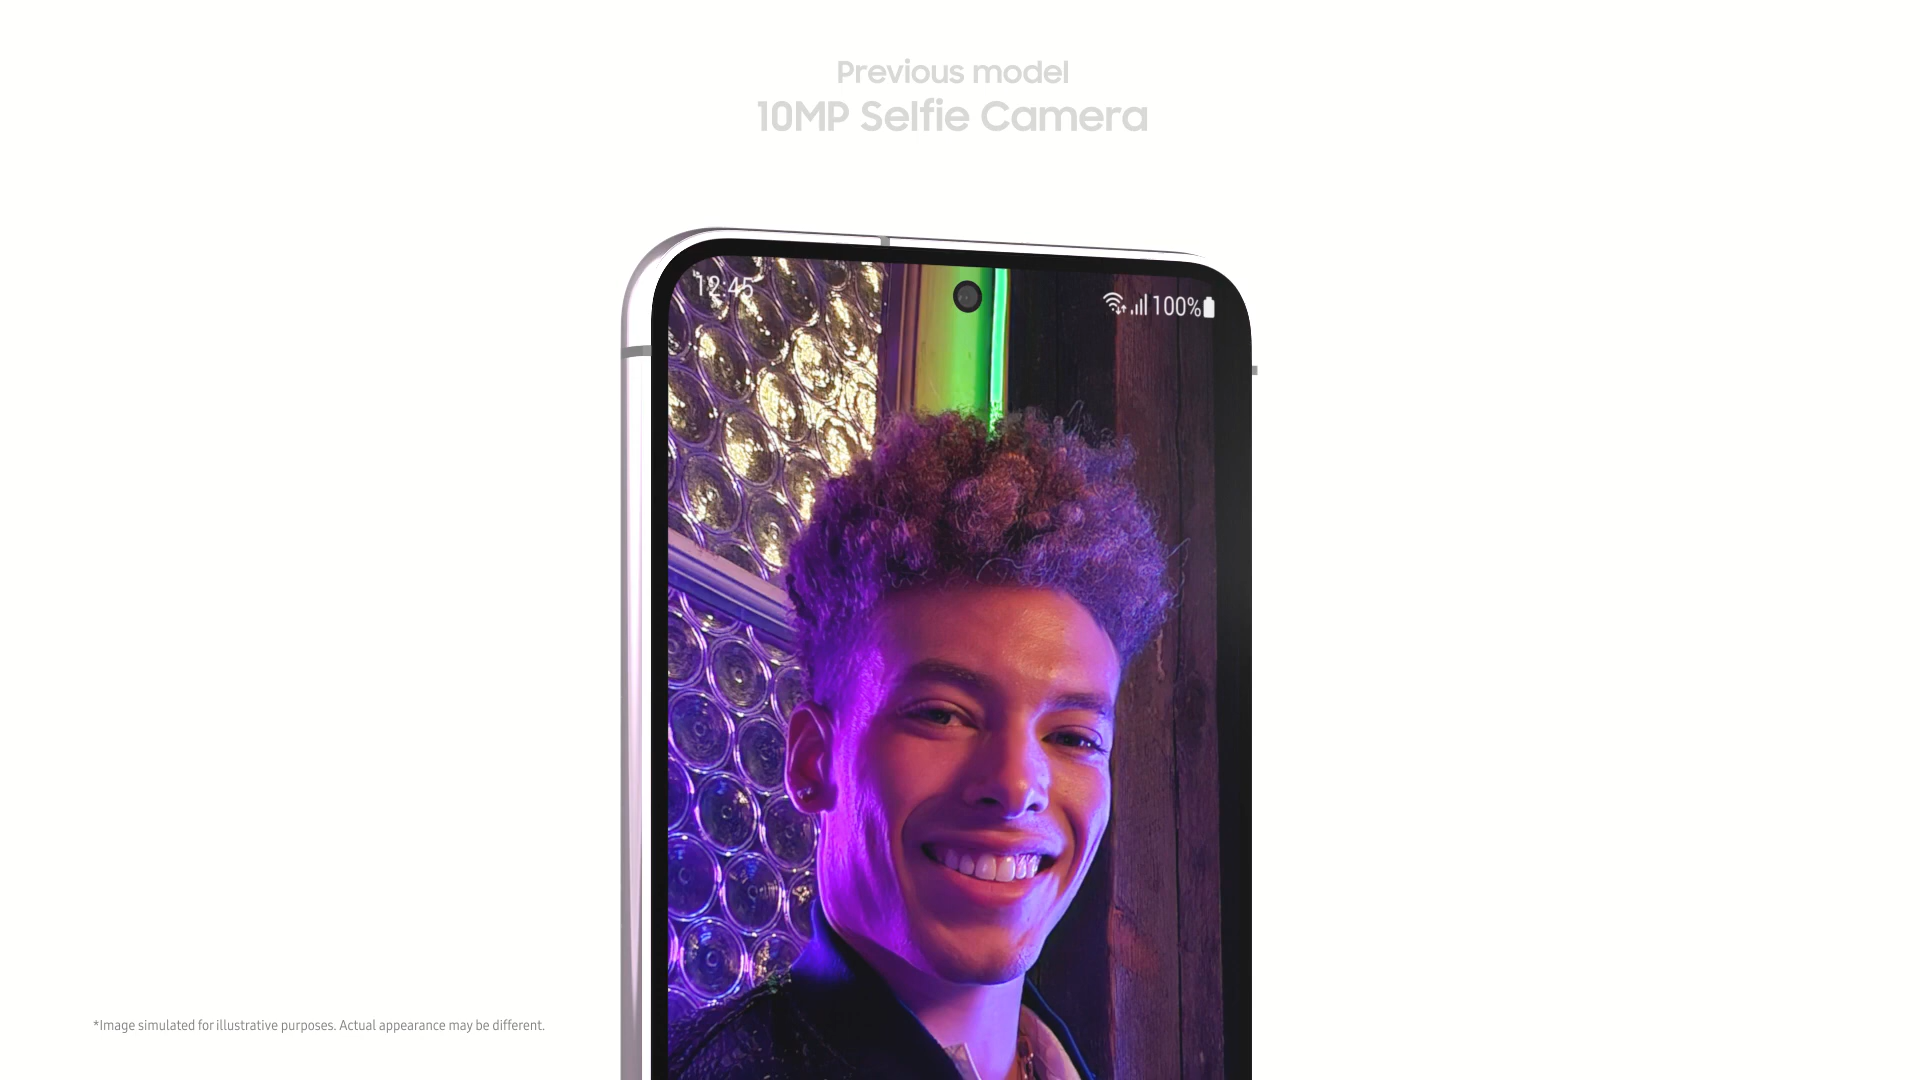 Previous model
10MP Selfie Camera
12:45
100%
*Image simulated for illustrative purposes. Actual appearance may be different.